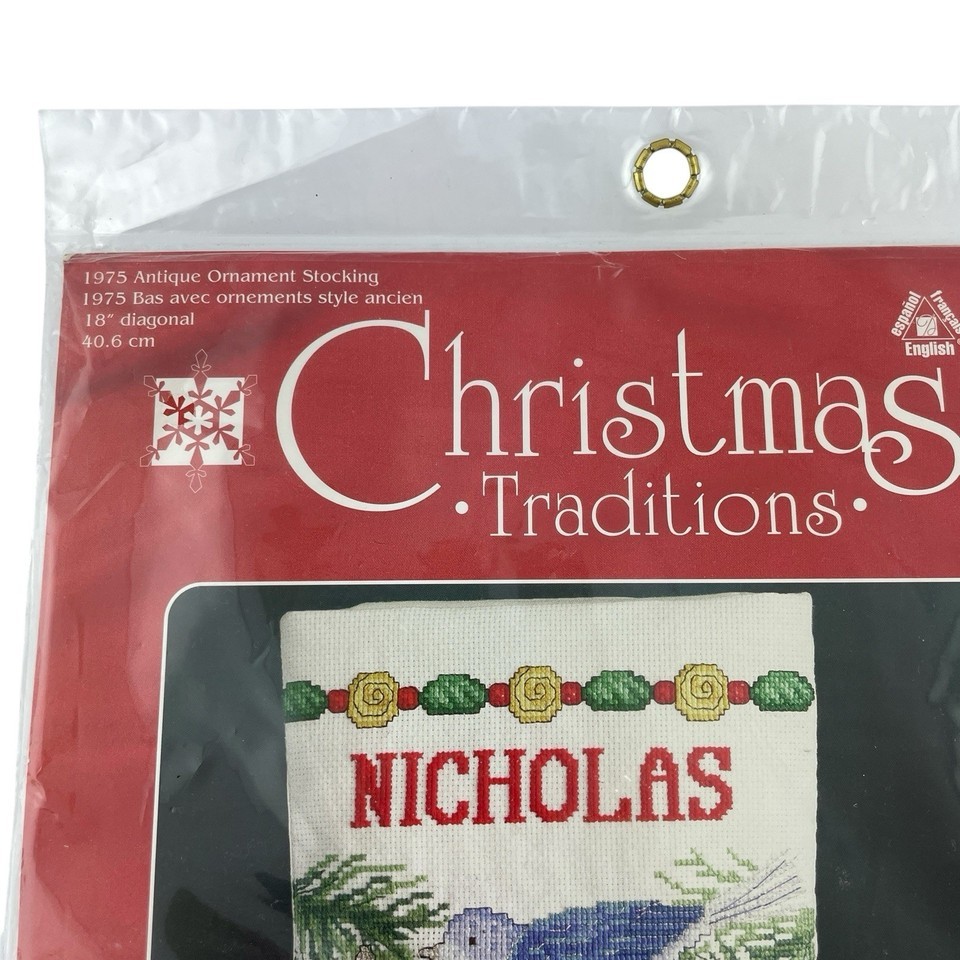 1975 Antique Ornament Stocking
1975 Bas avec ornements style ancien
18″ diagonal
40.6 cm
español
français
English
Christmas
·Traditions·
NICHOLAS